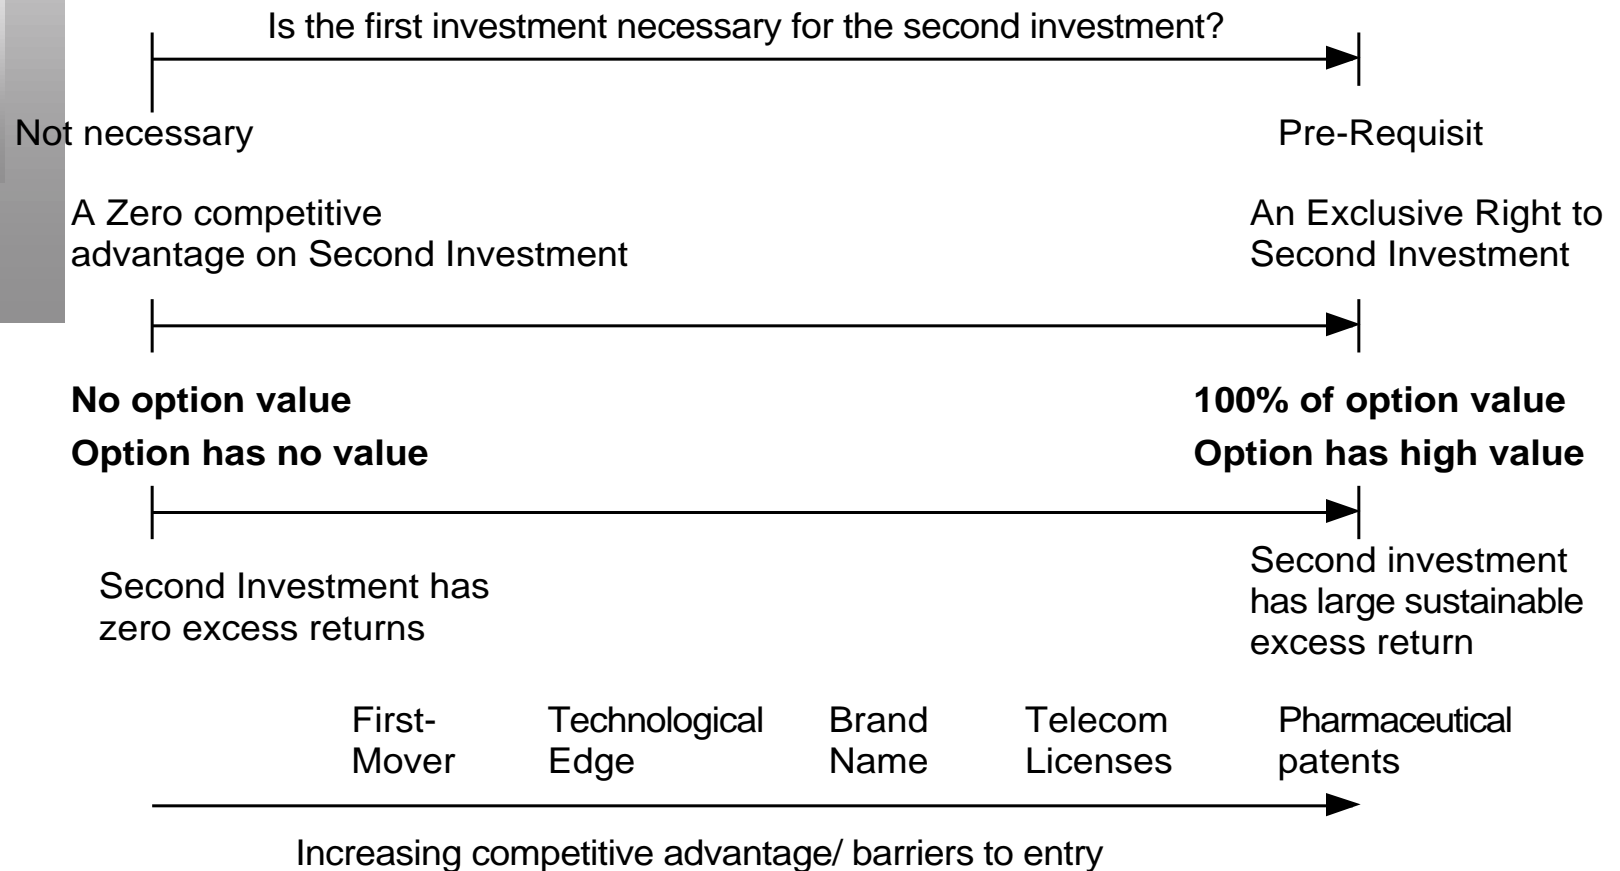 Is the first investment necessary for the second investment?
Not necessary
Pre-Requisit
A Zero competitive
advantage on Second Investment
An Exclusive Right to
Second Investment
No option value
Option has no value
100% of option value
Option has high value
Second Investment has
zero excess returns
Second investment
has large sustainable
excess return
First-
Mover
Technological
Edge
Brand
Name
Telecom
Licenses
Pharmaceutical
patents
Increasing competitive advantage/ barriers to entry